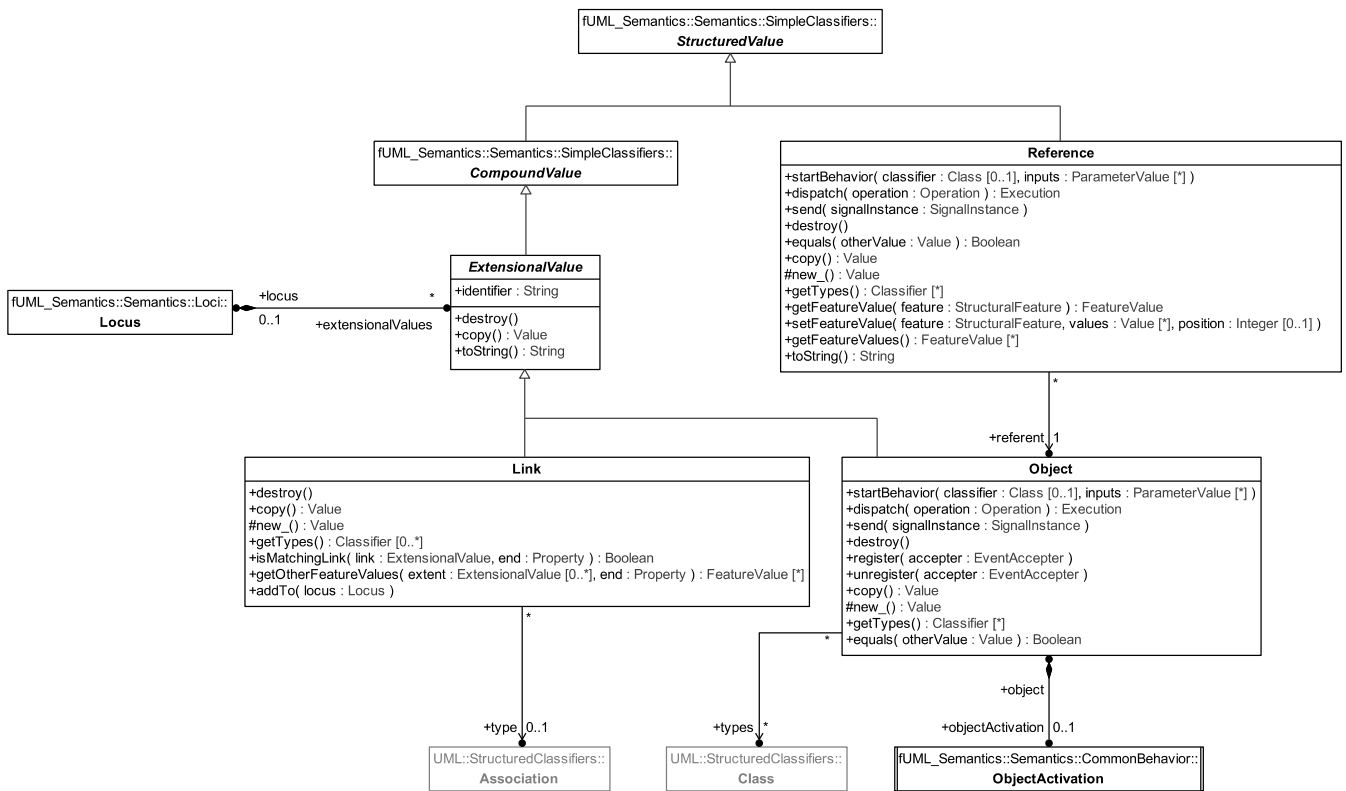 fUML_Semantics::Semantics::SimpleClassifiers::
StructuredValue
fUML_Semantics::Semantics::SimpleClassifiers::
CompoundValue
Reference
+startBehavior( classifier : Class [0..1], inputs : ParameterValue [*] )
+dispatch( operation : Operation ) : Execution
+send( signalInstance : SignalInstance )
+destroy()
+equals( otherValue : Value ) : Boolean
+copy() : Value
#new_() : Value
+getTypes() : Classifier [*]
+getFeatureValue( feature : StructuralFeature ) : FeatureValue
+setFeatureValue( feature : StructuralFeature, values : Value [*], position : Integer [0..1] )
+getFeatureValues() : FeatureValue [*]
+toString() : String
ExtensionalValue
+identifier : String
+destroy()
+copy() : Value
+toString() : String
fUML_Semantics::Semantics::Loci::
Locus
+locus
0..1
*
+extensionalValues
*
+referent 1
Link
+destroy()
+copy() : Value
#new_() : Value
+getTypes() : Classifier [0..*]
+isMatchingLink( link : ExtensionalValue, end : Property ) : Boolean
+getOtherFeatureValues( extent : ExtensionalValue [0..*], end : Property ) : FeatureValue [*]
+addTo( locus : Locus )
Object
+startBehavior( classifier : Class [0..1], inputs : ParameterValue [*] )
+dispatch( operation : Operation ) : Execution
+send( signalInstance : SignalInstance )
+destroy()
+register( accepter : EventAccepter )
+unregister( accepter : EventAccepter )
+copy() : Value
#new_() : Value
+getTypes() : Classifier [*]
+equals( otherValue : Value ) : Boolean
*
*
+object
+type 0..1
+types *
+objectActivation 0..1
UML::StructuredClassifiers::
Association
UML::StructuredClassifiers::
Class
fUML_Semantics::Semantics::CommonBehavior::
ObjectActivation